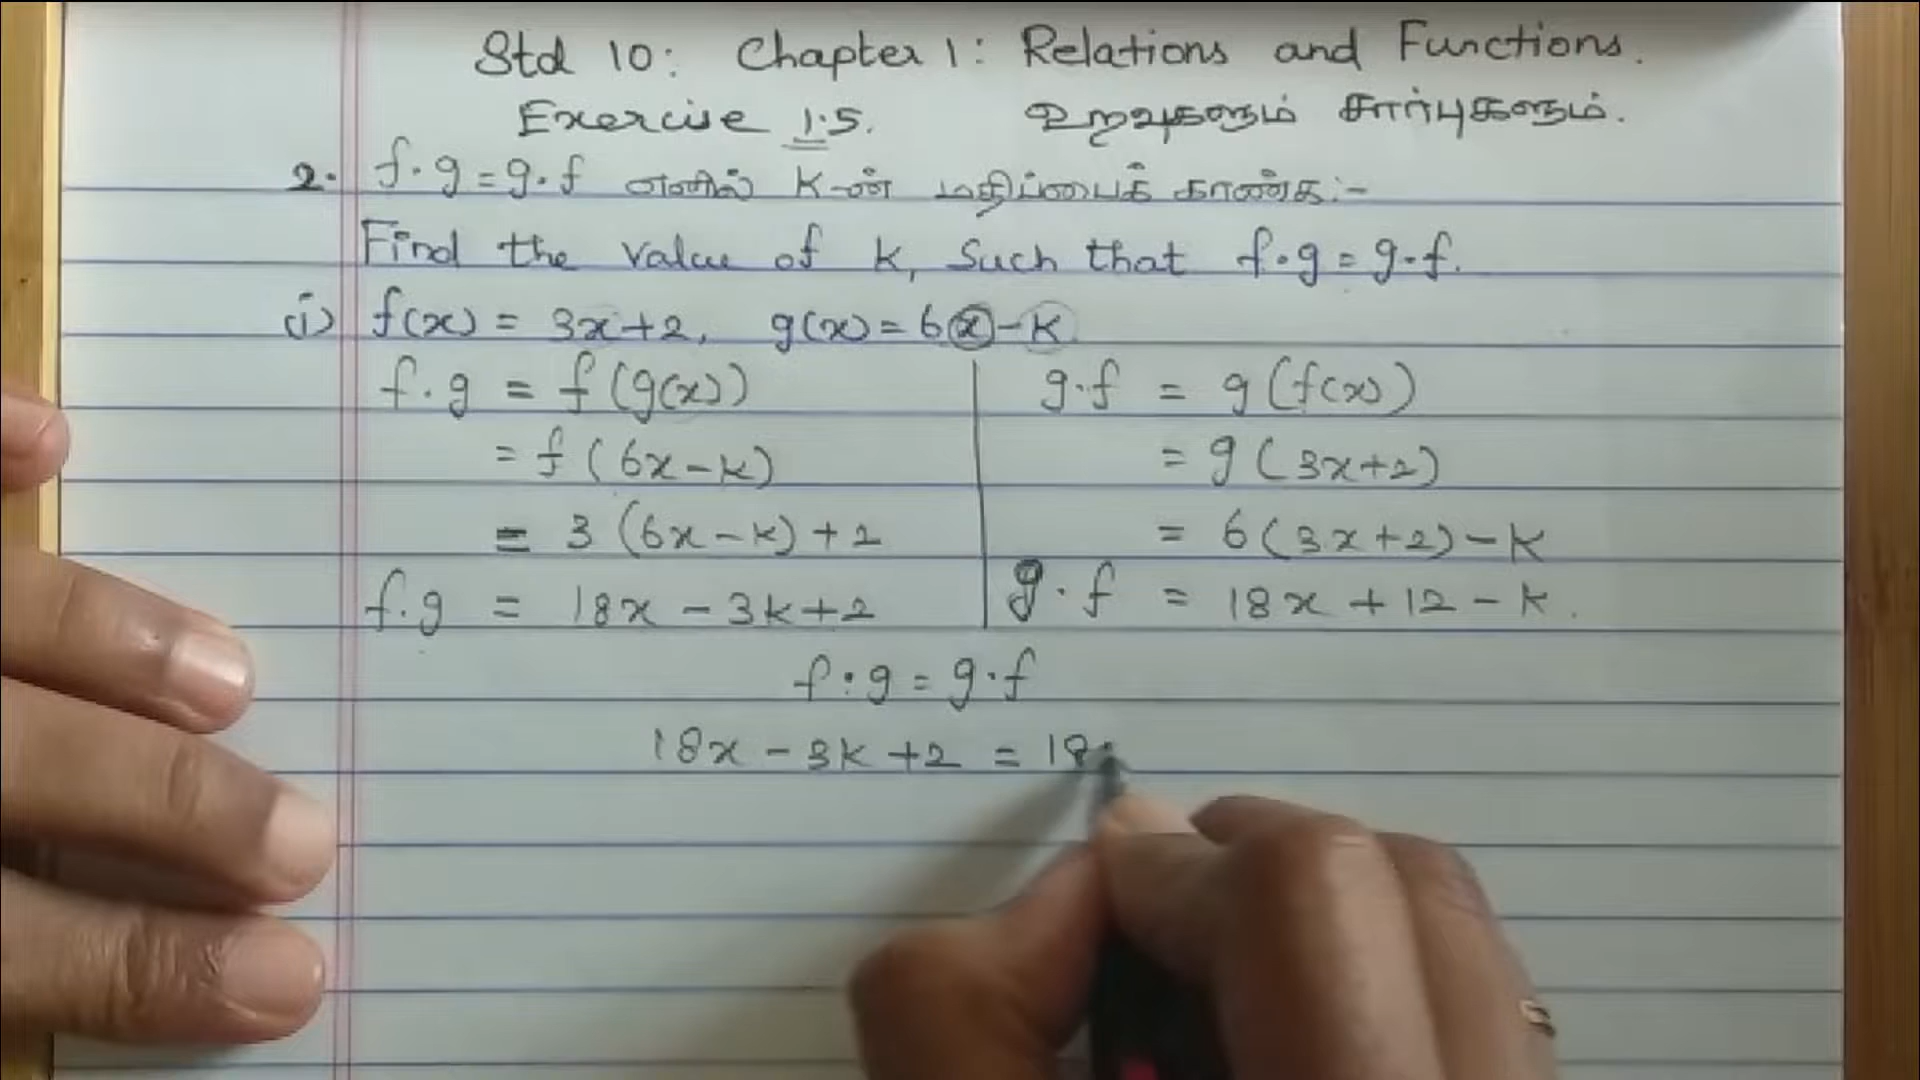 Std 10: Chapter 1: Relations and Functions.
Exercise 1.5. உறவுகளும் சார்புகளும்.
2. f.g = g.f எனில் K-ன் மதிப்பைக் காண்க:-
Find the value of k, Such that f.g = g.f.
(i) f(x) = 3x+2, g(x) = 6x-k
f.g = f(g(x))
= f(6x-k)
= 3(6x-k)+2
f.g = 18x - 3k+2
g.f = g(f(x))
= g(3x+2)
= 6(3x+2)-k
g.f = 18x + 12 - k.
f.g = g.f
18x - 3k +2 = 18